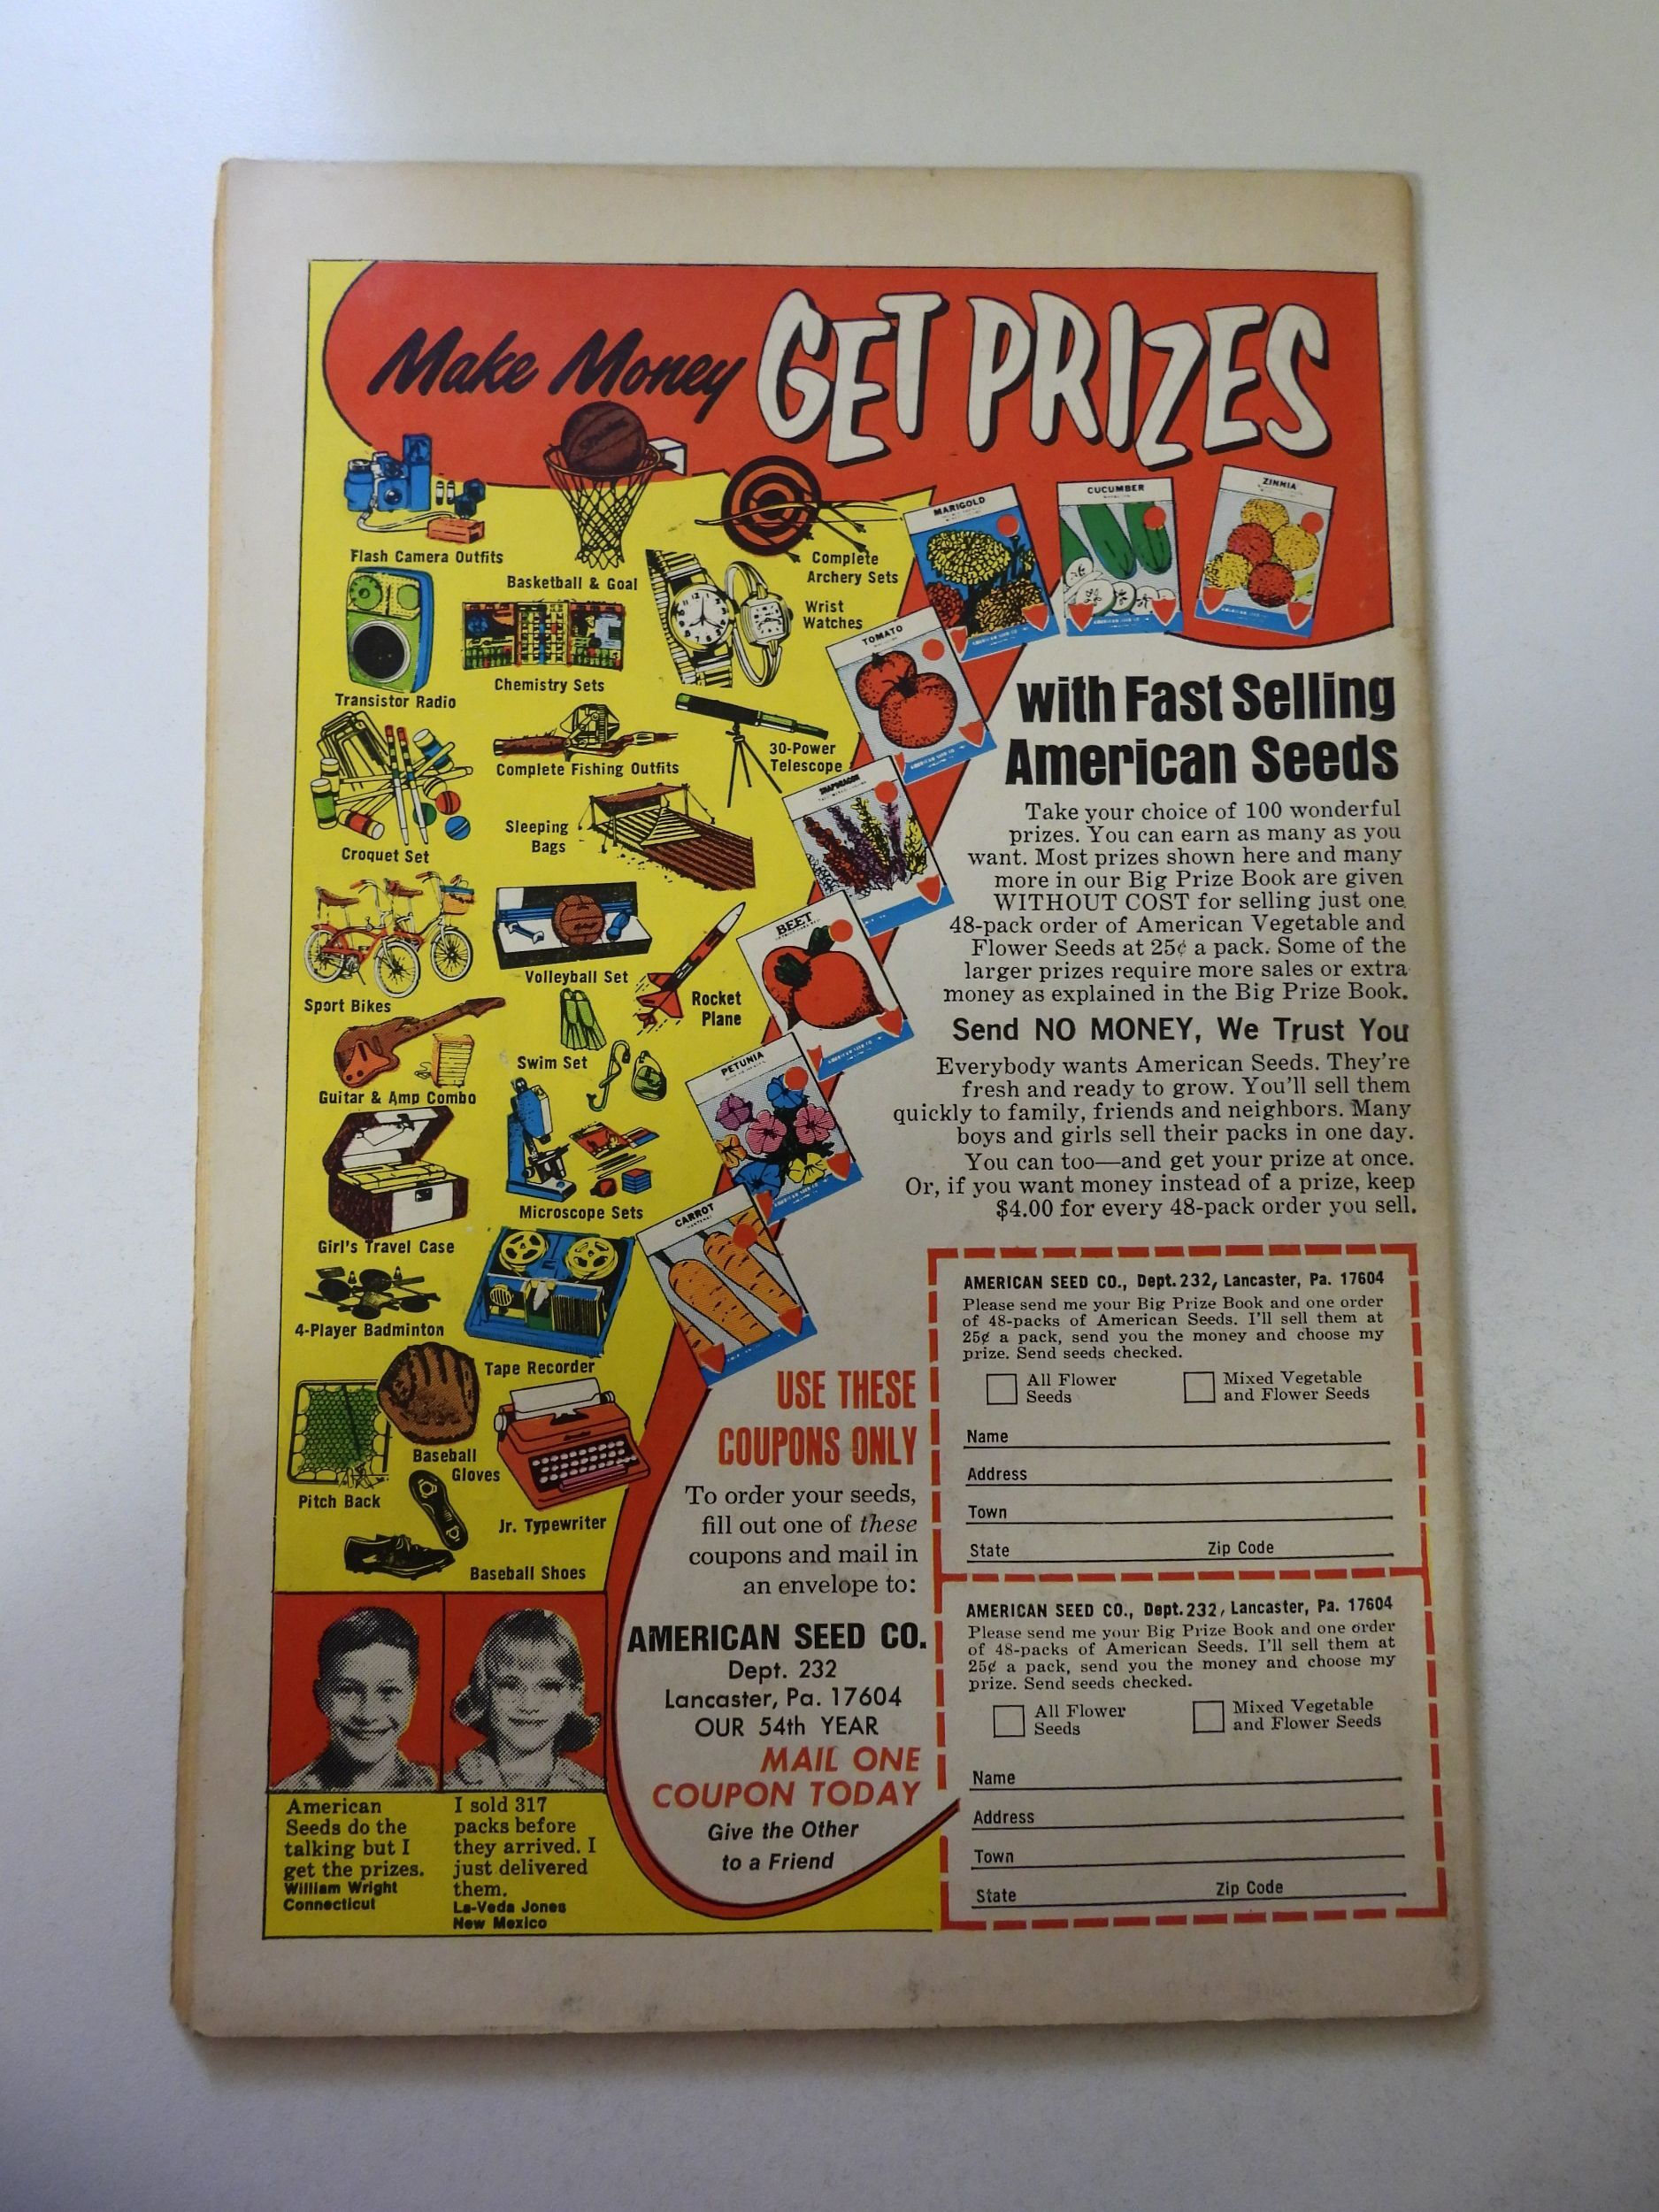 Make Money GET PRIZES
Flash Camera Outfits
Basketball & Goal
Complete
Archery Sets
Wrist
Watches
Transistor Radio
Chemistry Sets
Complete Fishing Outfits
30-Power
Telescope
Croquet Set
Sleeping
Bags
Sport Bikes
Volleyball Set
Rocket
Plane
Guitar & Amp Combo
Swim Set
Girl's Travel Case
Microscope Sets
4-Player Badminton
Tape Recorder
Pitch Back
Baseball
Gloves
Jr. Typewriter
Baseball Shoes
MARIGOLD
CUCUMBER
ZINNIA
TOMATO
SNAPDRAGON
BEET
PETUNIA
CARROT
with Fast Selling
American Seeds
Take your choice of 100 wonderful
prizes. You can earn as many as you
want. Most prizes shown here and many
more in our Big Prize Book are given
WITHOUT COST for selling just one
48-pack order of American Vegetable and
Flower Seeds at 25¢ a pack. Some of the
larger prizes require more sales or extra
money as explained in the Big Prize Book.
Send NO MONEY, We Trust You
Everybody wants American Seeds. They're
fresh and ready to grow. You'll sell them
quickly to family, friends and neighbors. Many
boys and girls sell their packs in one day.
You can too—and get your prize at once.
Or, if you want money instead of a prize, keep
$4.00 for every 48-pack order you sell.
USE THESE
COUPONS ONLY
To order your seeds,
fill out one of these
coupons and mail in
an envelope to:
AMERICAN SEED CO.
Dept. 232
Lancaster, Pa. 17604
OUR 54th YEAR
MAIL ONE
COUPON TODAY
Give the Other
to a Friend
AMERICAN SEED CO., Dept. 232, Lancaster, Pa. 17604
Please send me your Big Prize Book and one order
of 48-packs of American Seeds. I'll sell them at
25¢ a pack, send you the money and choose my
prize. Send seeds checked.
All Flower
Seeds
Mixed Vegetable
and Flower Seeds
Name
Address
Town
State Zip Code
AMERICAN SEED CO., Dept. 232, Lancaster, Pa. 17604
Please send me your Big Prize Book and one order
of 48-packs of American Seeds. I'll sell them at
25¢ a pack, send you the money and choose my
prize. Send seeds checked.
All Flower
Seeds
Mixed Vegetable
and Flower Seeds
Name
Address
Town
State Zip Code
American
Seeds do the
talking but I
get the prizes.
William Wright
Connecticut
I sold 317
packs before
they arrived. I
just delivered
them.
La-Veda Jones
New Mexico